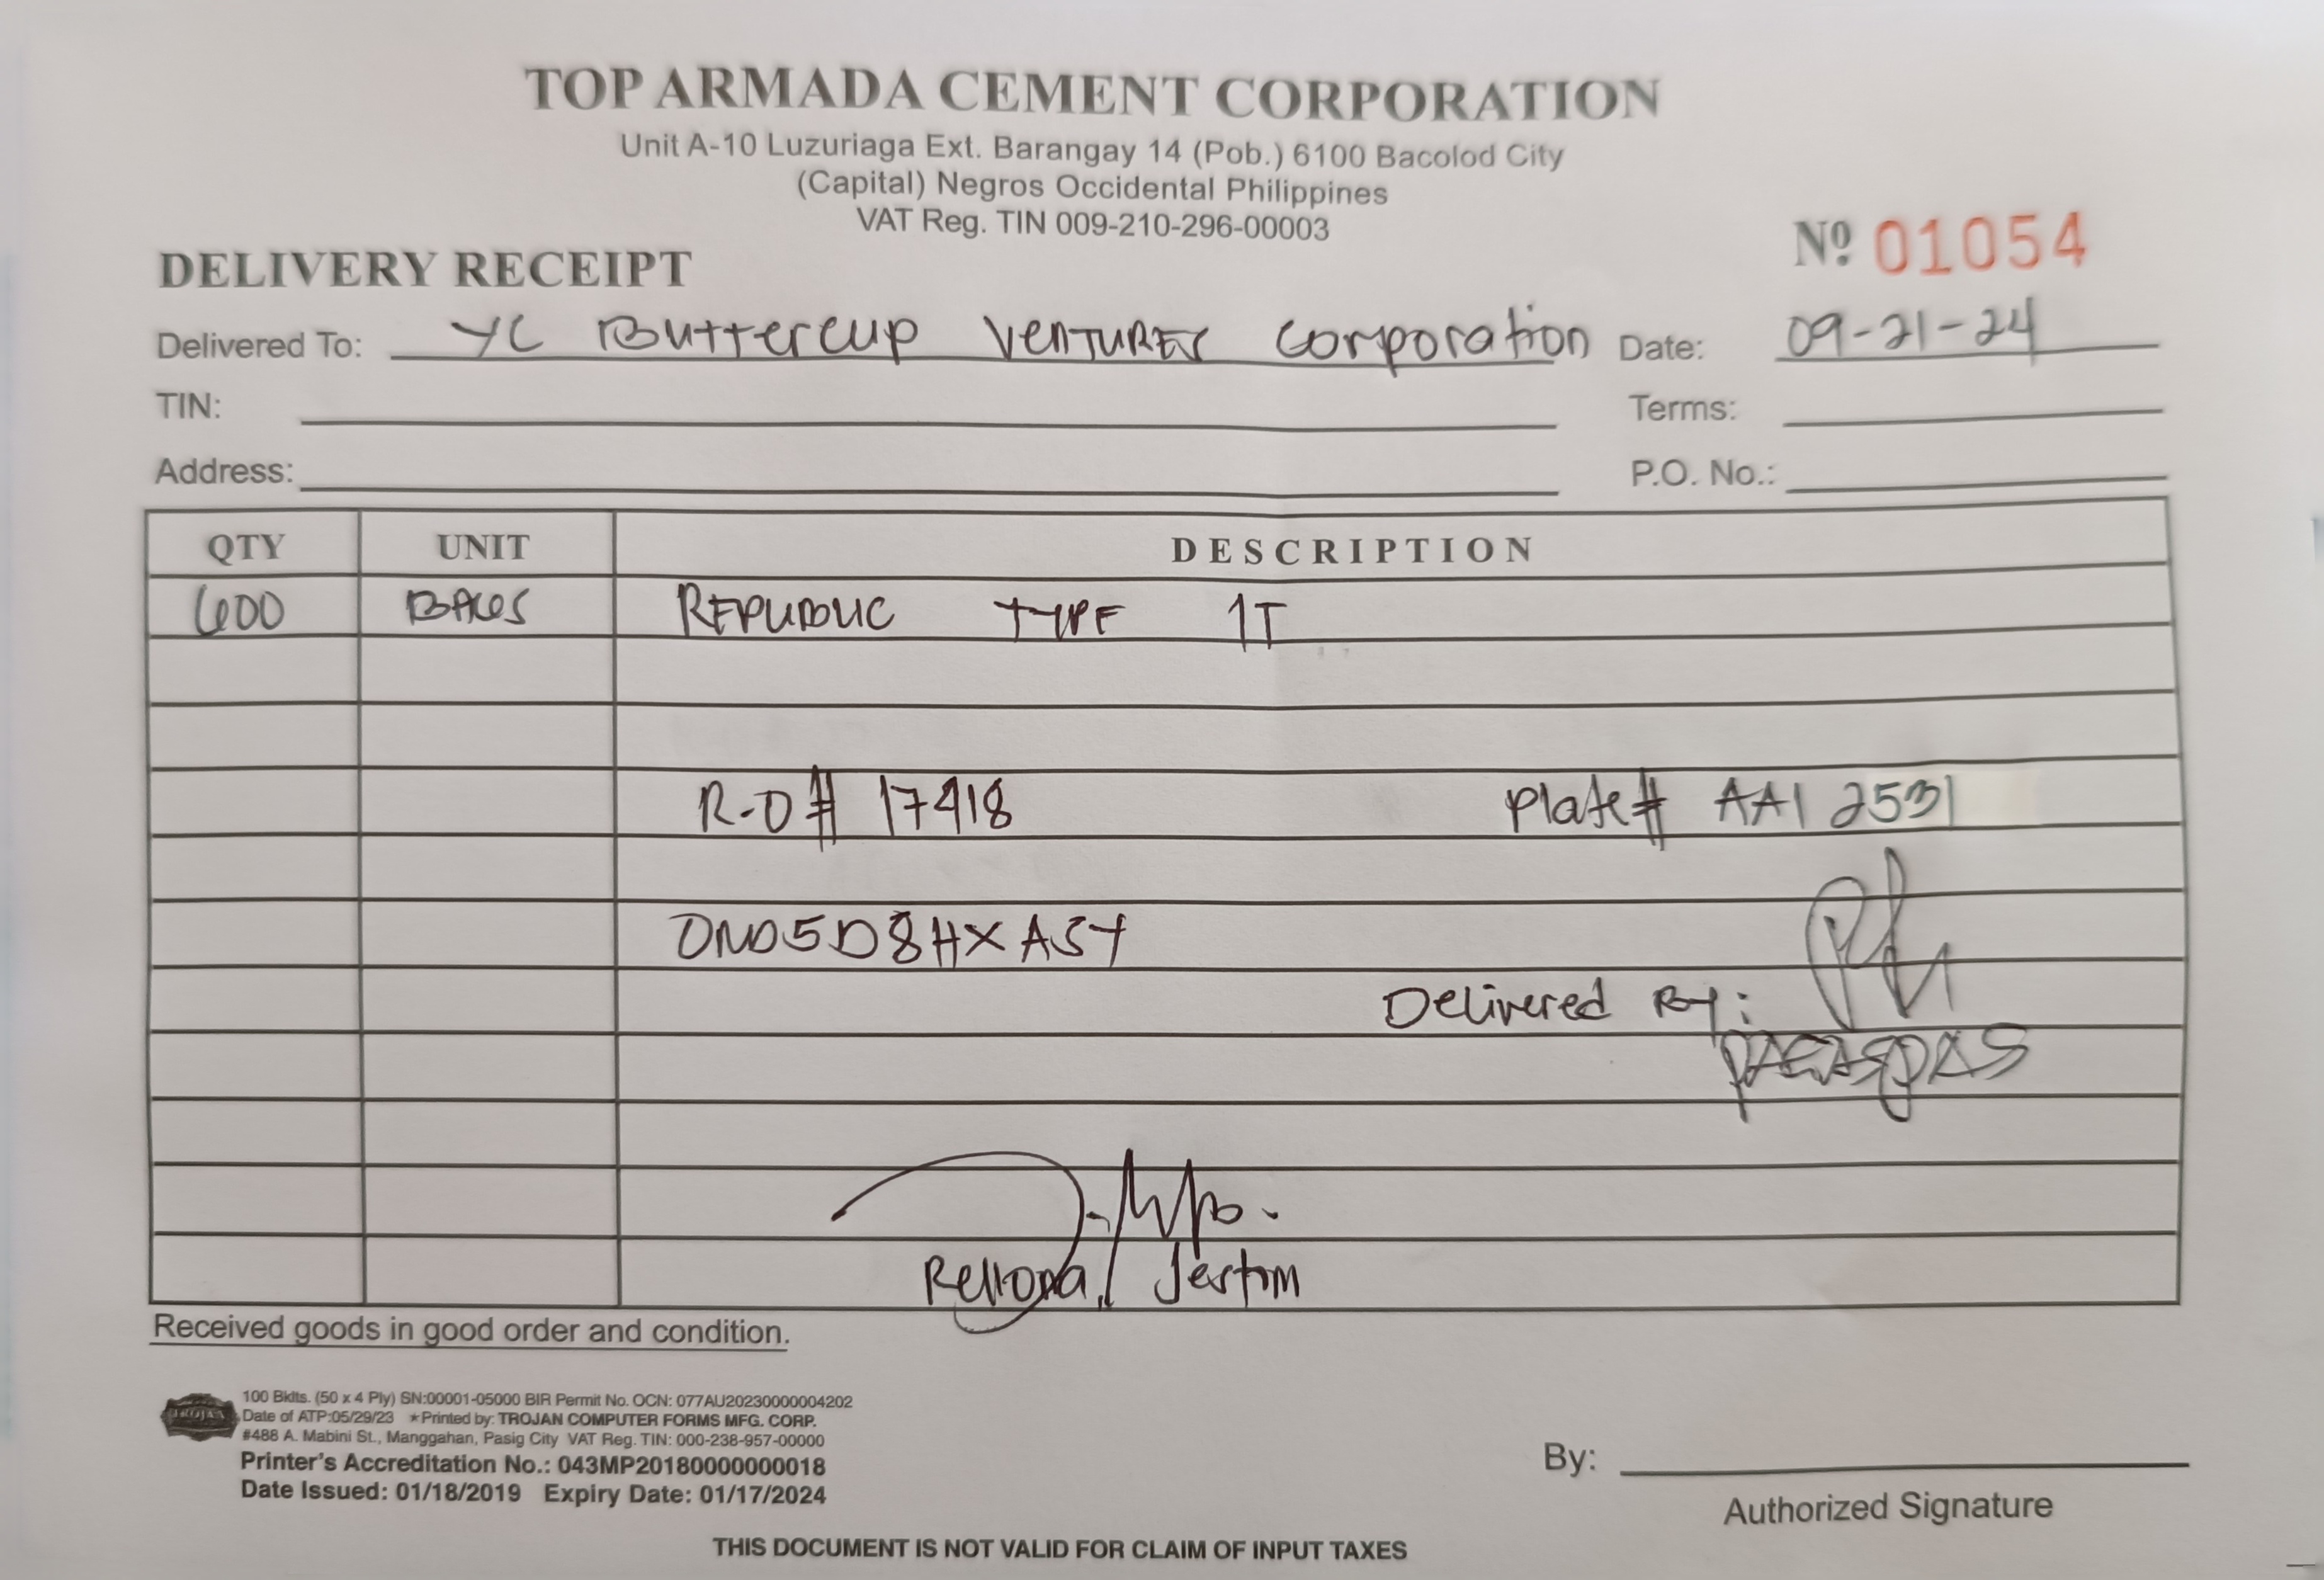 TOP ARMADA CEMENT CORPORATION
Unit A-10 Luzuriaga Ext. Barangay 14 (Pob.) 6100 Bacolod City
(Capital) Negros Occidental Philippines
VAT Reg. TIN 009-210-296-00003
DELIVERY RECEIPT Nº 01054
Delivered To: YC Buttercup Ventures Corporation Date: 09-21-24
TIN: Terms:
Address: P.O. No.:
QTY UNIT DESCRIPTION
600 BAGS REPUBLIC TYPE 1T
R-O# 17418 Plate# AAI 2531
Delivered By:
Rellona, Jestim
Received goods in good order and condition.
TROJAN
100 Bklts. (50 x 4 Ply) SN:00001-05000 BIR Permit No. OCN: 077AU20230000004202
Date of ATP:05/29/23 ★Printed by: TROJAN COMPUTER FORMS MFG. CORP.
#488 A. Mabini St., Manggahan, Pasig City VAT Reg. TIN: 000-238-957-00000
Printer's Accreditation No.: 043MP20180000000018
Date Issued: 01/18/2019 Expiry Date: 01/17/2024
By:
Authorized Signature
THIS DOCUMENT IS NOT VALID FOR CLAIM OF INPUT TAXES